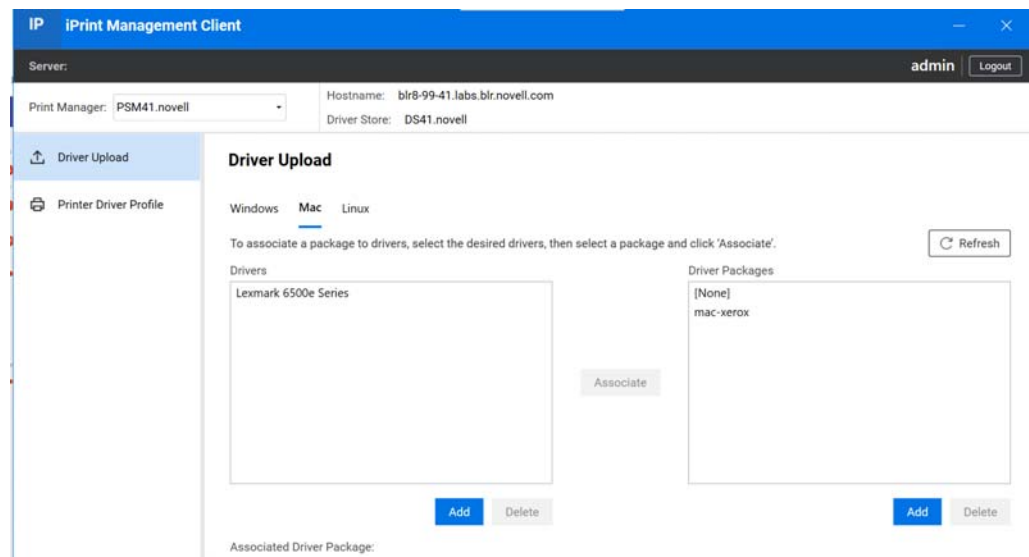 IP iPrint Management Client
Server:
admin Logout
Print Manager: PSM41.novell
Hostname: blr8-99-41.labs.blr.novell.com
Driver Store: DS41.novell
Driver Upload
Printer Driver Profile
Driver Upload
Windows Mac Linux
To associate a package to drivers, select the desired drivers, then select a package and click 'Associate'.
Refresh
Drivers
Lexmark 6500e Series
Associate
Driver Packages
[None]
mac-xerox
Add Delete
Add Delete
Associated Driver Package: